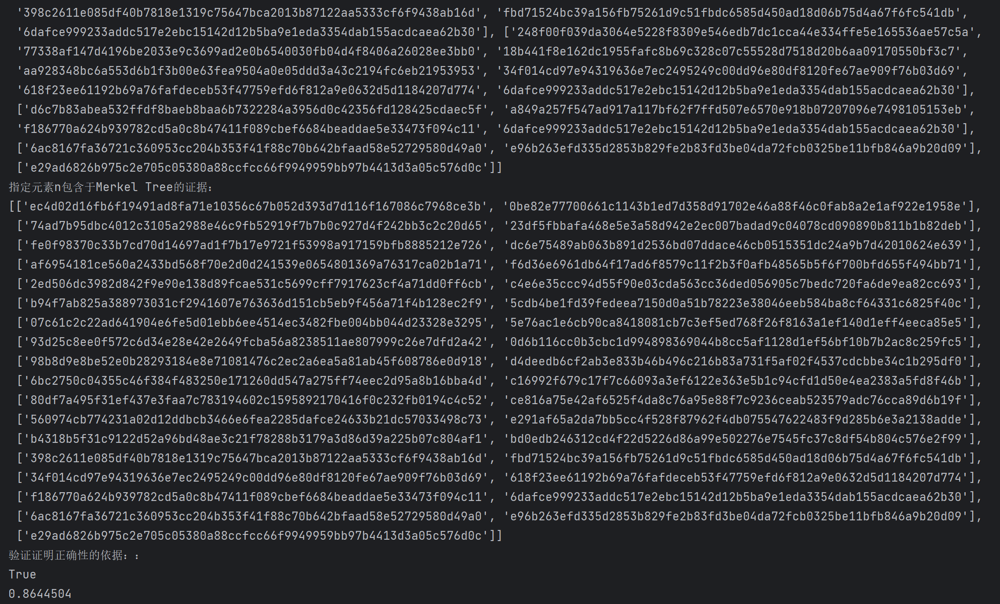 '398c2611e085df40b7818e1319c75647bca2013b87122aa5333cf6f9438ab16d', 'fbd71524bc39a156fb75261d9c51fbdc6585d450ad18d06b75d4a67f6fc541db',
'6dafce999233addc517e2ebc15142d12b5ba9e1eda3354dab155acdcaea62b30'], ['248f00f039da3064e5228f8309e546edb7dc1cca44e334ffe5e165536ae57c5a',
'77338af147d4196be2033e9c3699ad2e0b6540030fb04d4f8406a26028ee3bb0', '18b441f8e162dc1955fafc8b69c328c07c55528d7518d20b6aa09170550bf3c7',
'aa928348bc6a553d6b1f3b00e63fea9504a0e05ddd3a43c2194fc6eb21953953', '34f014cd97e94319636e7ec2495249c00dd96e80df8120fe67ae909f76b03d69',
'618f23ee61192b69a76fafdeceb53f47759efd6f812a9e0632d5d1184207d774', '6dafce999233addc517e2ebc15142d12b5ba9e1eda3354dab155acdcaea62b30'],
['d6c7b83abea532ffdf8baeb8baa6b7322284a3956d0c42356fd128425cdaec5f', 'a849a257f547ad917a117bf62f7ffd507e6570e918b07207096e7498105153eb',
'f186770a624b939782cd5a0c8b47411f089cbef6684beaddae5e33473f094c11', '6dafce999233addc517e2ebc15142d12b5ba9e1eda3354dab155acdcaea62b30'],
['6ac8167fa36721c360953cc204b353f41f88c70b642bfaad58e52729580d49a0', 'e96b263efd335d2853b829fe2b83fd3be04da72fcb0325be11bfb846a9b20d09'],
['e29ad6826b975c2e705c05380a88ccfcc66f9949959bb97b4413d3a05c576d0c']]
指定元素n包含于Merkel Tree的证据:
[['ec4d02d16fb6f19491ad8fa71e10356c67b052d393d7d116f167086c7968ce3b', '0be82e77700661c1143b1ed7d358d91702e46a88f46c0fab8a2e1af922e1958e'],
['74ad7b95dbc4012c3105a2988e46c9fb52919f7b7b0c927d4f242bb3c2c20d65', '23df5fbbafa468e5e3a58d942e2ec007badad9c04078cd090890b811b1b82deb'],
['fe0f98370c33b7cd70d14697ad1f7b17e9721f53998a917159bfb8885212e726', 'dc6e75489ab063b891d2536bd07ddace46cb0515351dc24a9b7d42010624e639'],
['af6954181ce560a2433bd568f70e2d0d241539e0654801369a76317ca02b1a71', 'f6d36e6961db64f17ad6f8579c11f2b3f0afb48565b5f6f700bfd655f494bb71'],
['2ed506dc3982d842f9e90e138d89fcae531c5699cff7917623cf4a71dd0ff6cb', 'c4e6e35ccc94d55f90e03cda563cc36ded056905c7bedc720fa6de9ea82cc693'],
['b94f7ab825a388973031cf2941607e763636d151cb5eb9f456a71f4b128ec2f9', '5cdb4be1fd39fedeea7150d0a51b78223e38046eeb584ba8cf64331c6825f40c'],
['07c61c2c22ad641904e6fe5d01ebb6ee4514ec3482fbe004bb044d23328e3295', '5e76ac1e6cb90ca8418081cb7c3ef5ed768f26f8163a1ef140d1eff4eeca85e5'],
['93d25c8ee0f572c6d34e28e42e2649fcba56a8238511ae807999c26e7dfd2a42', '0d6b116cc0b3cbc1d994898369044b8cc5af1128d1ef56bf10b7b2ac8c259fc5'],
['98b8d9e8be52e0b28293184e8e71081476c2ec2a6ea5a81ab45f608786e0d918', 'd4deedb6cf2ab3e833b46b496c216b83a731f5af02f4537cdcbbe34c1b295df0'],
['6bc2750c04355c46f384f483250e171260dd547a275ff74eec2d95a8b16bba4d', 'c16992f679c17f7c66093a3ef6122e363e5b1c94cfd1d50e4ea2383a5fd8f46b'],
['80df7a495f31ef437e3faa7c783194602c1595892170416f0c232fb0194c4c52', 'ce816a75e42af6525f4da8c76a95e88f7c9236ceab523579adc76cca89d6b19f'],
['560974cb774231a02d12ddbcb3466e6fea2285dafce24633b21dc57033498c73', 'e291af65a2da7bb5cc4f528f87962f4db075547622483f9d285b6e3a2138adde'],
['b4318b5f31c9122d52a96bd48ae3c21f78288b3179a3d86d39a225b07c804af1', 'bd0edb246312cd4f22d5226d86a99e502276e7545fc37c8df54b804c576e2f99'],
['398c2611e085df40b7818e1319c75647bca2013b87122aa5333cf6f9438ab16d', 'fbd71524bc39a156fb75261d9c51fbdc6585d450ad18d06b75d4a67f6fc541db'],
['34f014cd97e94319636e7ec2495249c00dd96e80df8120fe67ae909f76b03d69', '618f23ee61192b69a76fafdeceb53f47759efd6f812a9e0632d5d1184207d774'],
['f186770a624b939782cd5a0c8b47411f089cbef6684beaddae5e33473f094c11', '6dafce999233addc517e2ebc15142d12b5ba9e1eda3354dab155acdcaea62b30'],
['6ac8167fa36721c360953cc204b353f41f88c70b642bfaad58e52729580d49a0', 'e96b263efd335d2853b829fe2b83fd3be04da72fcb0325be11bfb846a9b20d09'],
['e29ad6826b975c2e705c05380a88ccfcc66f9949959bb97b4413d3a05c576d0c']]
验证证明正确性的依据：:
True
0.8644504